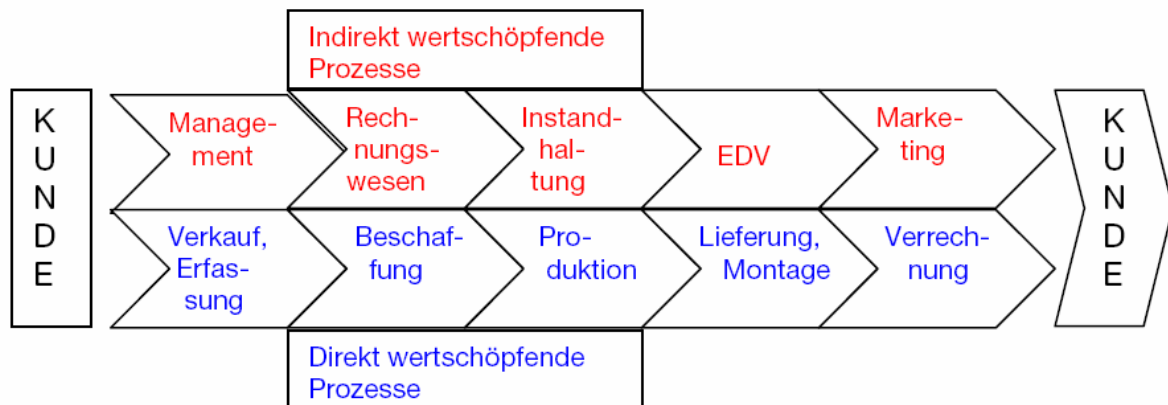 Indirekt wertschöpfende
Prozesse
K
U
N
D
E
Manage-
ment
Rech-
nungs-
wesen
Instand-
hal-
tung
EDV
Marke-
ting
Verkauf,
Erfas-
sung
Beschaf-
fung
Pro-
duktion
Lieferung,
Montage
Verrech-
nung
K
U
N
D
E
Direkt wertschöpfende
Prozesse